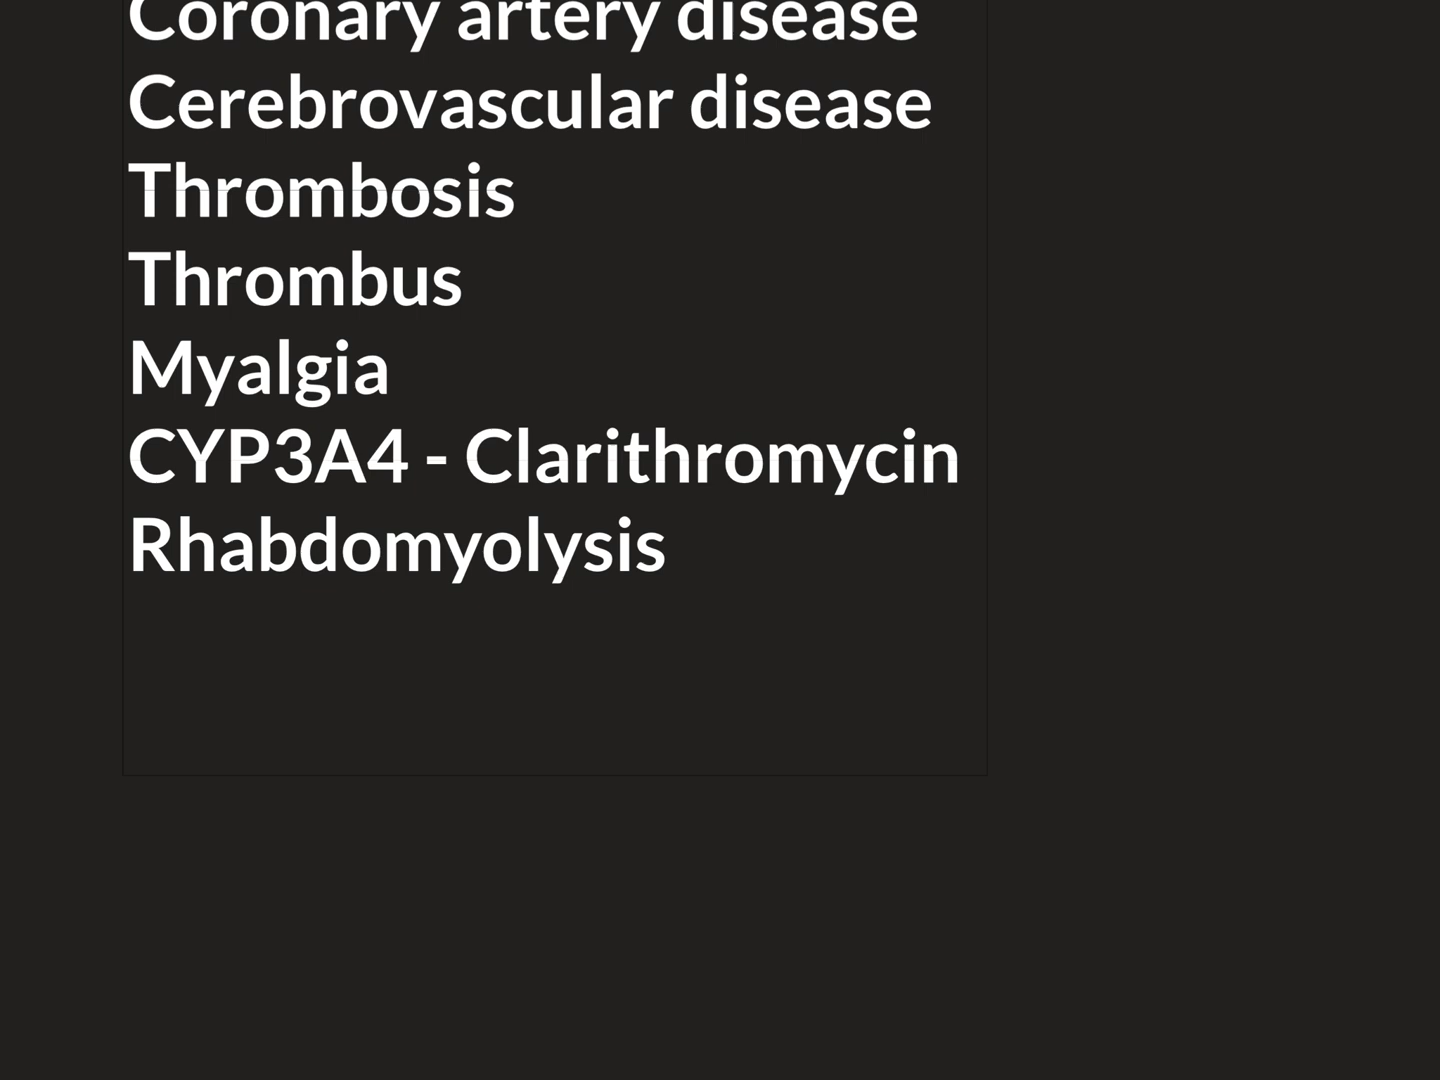 Coronary artery disease
Cerebrovascular disease
Thrombosis
Thrombus
Myalgia
CYP3A4 - Clarithromycin
Rhabdomyolysis